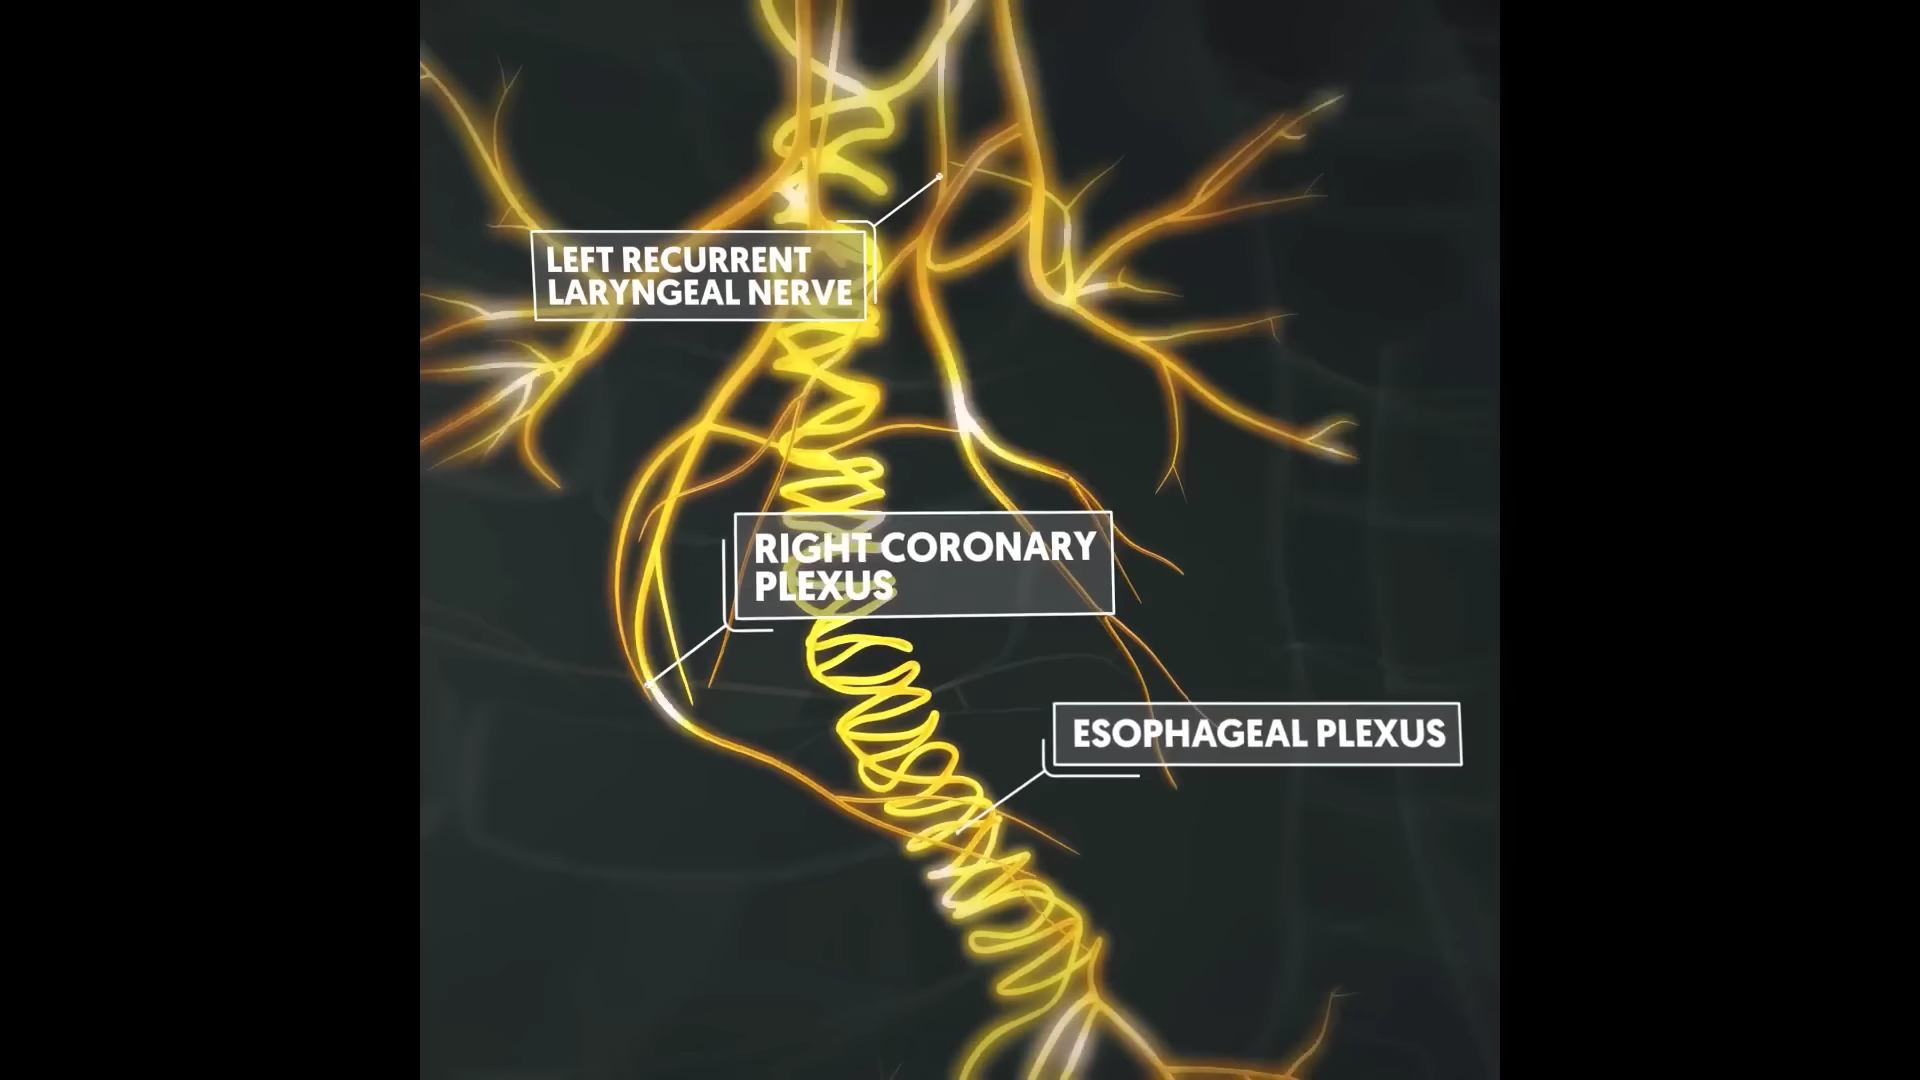 LEFT RECURRENT
LARYNGEAL NERVE
RIGHT CORONARY
PLEXUS
ESOPHAGEAL PLEXUS